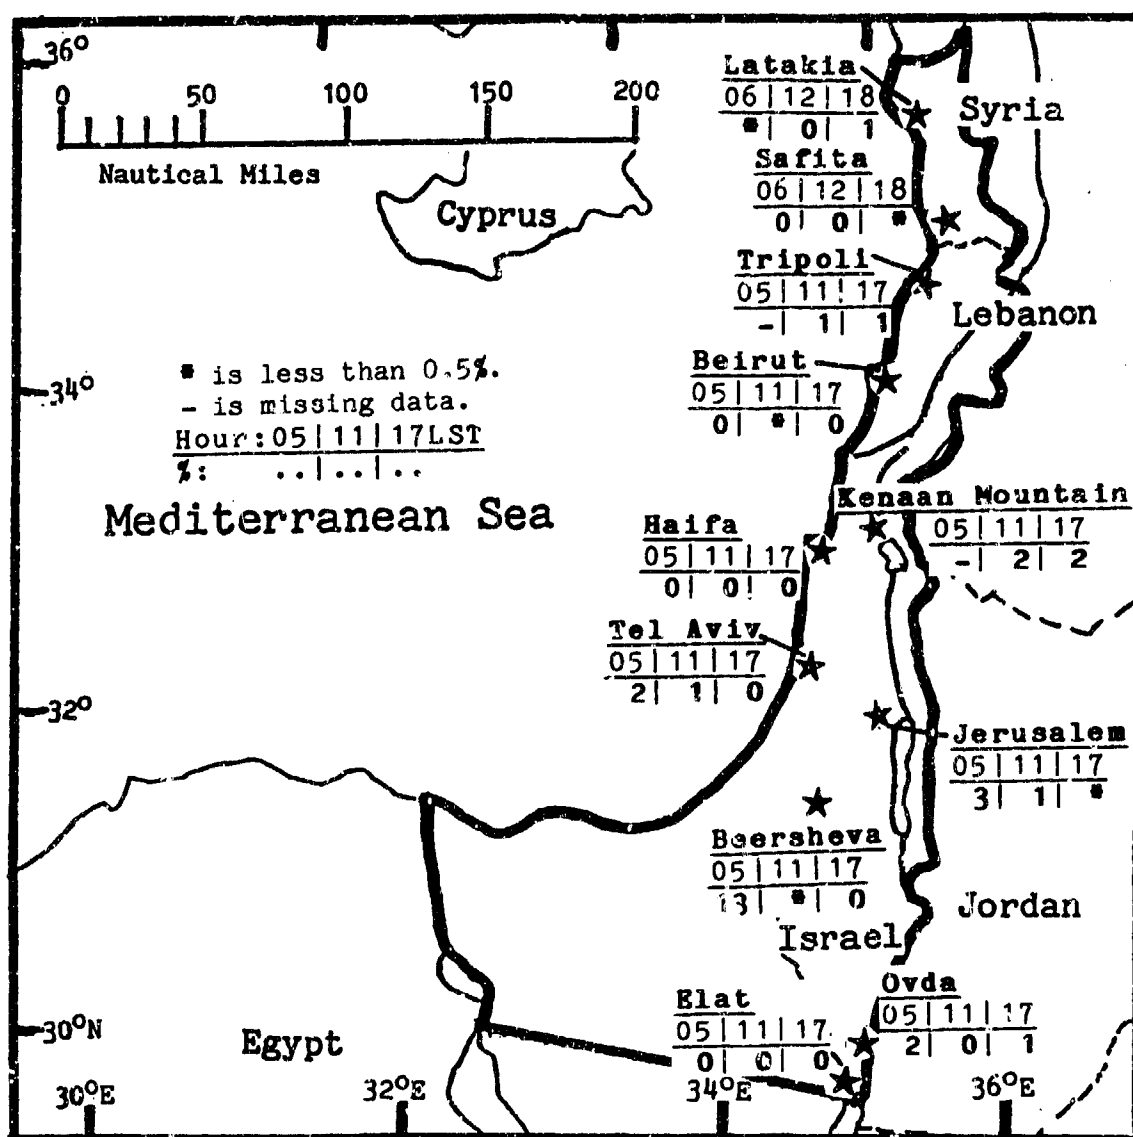 36°
0 50 100 150 200
Nautical Miles
Cyprus
Latakia
06|12|18
*| 0| 1
Syria
Safita
06|12|18
0| 0| *
Tripoli
05|11|17
-| 1| 1
Lebanon
34°
* is less than 0.5%.
- is missing data.
Hour:05|11|17LST
%: ..|..|..
Beirut
05|11|17
0| *| 0
Mediterranean Sea
Kenaan Mountain
05|11|17
-| 2| 2
Haifa
05|11|17
0| 0| 0
Tel Aviv
05|11|17
2| 1| 0
32°
Jerusalem
05|11|17
3| 1| *
Beersheva
05|11|17
13| *| 0
Jordan
Israel
Ovda
05|11|17
2| 0| 1
Elat
05|11|17
0| 0| 0
30°N
Egypt
30°E 32°E 34°E 36°E